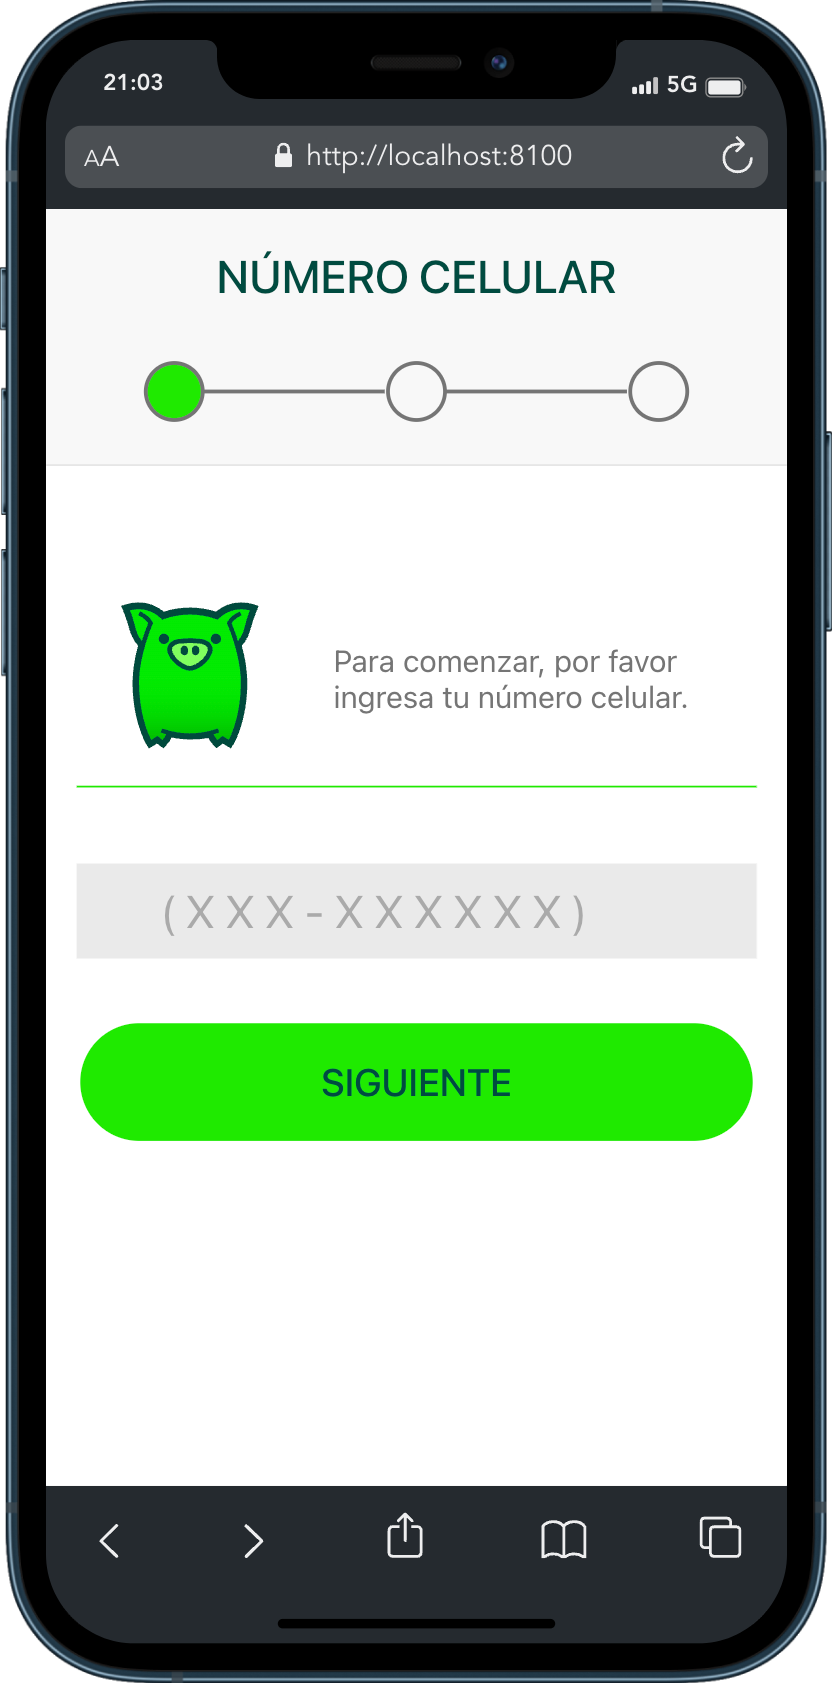 21:03
5G
AA
http://localhost:8100
NÚMERO CELULAR
Para comenzar, por favor
ingresa tu número celular.
(XXX-XXXXXX)
SIGUIENTE